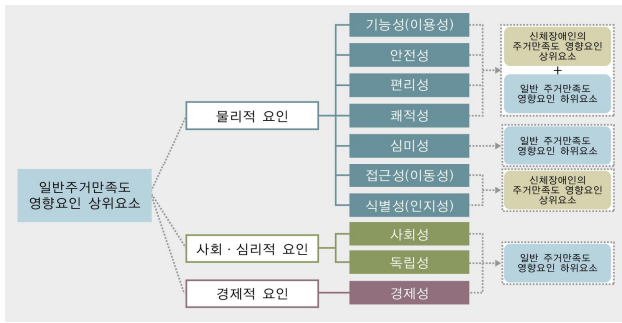 일반주거만족도
영향요인 상위요소
물리적 요인
사회 · 심리적 요인
경제적 요인
기능성(이용성)
안전성
편리성
쾌적성
심미성
접근성(이동성)
식별성(인지성)
사회성
독립성
경제성
신체장애인의
주거만족도 영향요인
상위요소
+
일반 주거만족도
영향요인 하위요소
일반 주거만족도
영향요인 하위요소
신체장애인의
주거만족도 영향요인
상위요소
일반 주거만족도
영향요인 하위요소